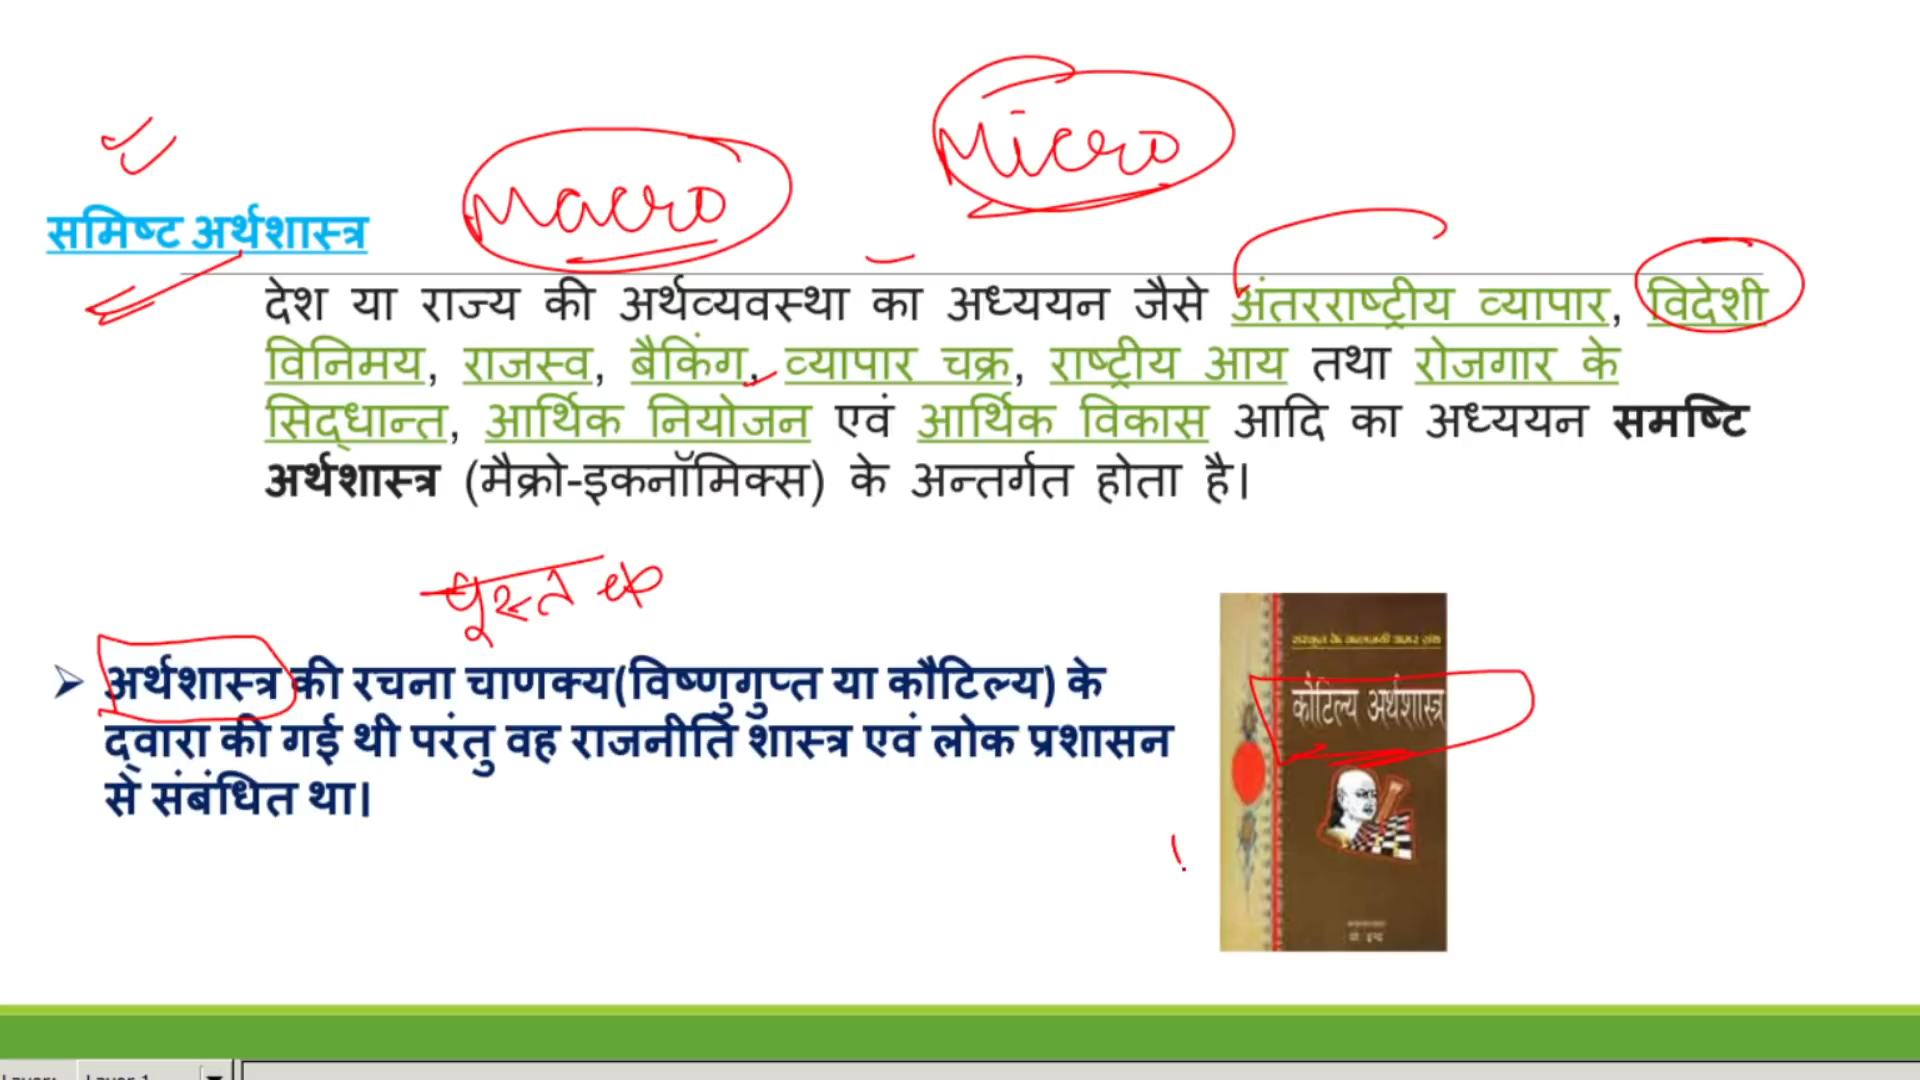 Micro
Macro
समिष्ट अर्थशास्त्र
देश या राज्य की अर्थव्यवस्था का अध्ययन जैसे अंतरराष्ट्रीय व्यापार, विदेशी
विनिमय, राजस्व, बैकिंग, व्यापार चक्र, राष्ट्रीय आय तथा रोजगार के
सिद्धान्त, आर्थिक नियोजन एवं आर्थिक विकास आदि का अध्ययन समष्टि
अर्थशास्त्र (मैक्रो-इकनॉमिक्स) के अन्तर्गत होता है।
पुस्तक
अर्थशास्त्र की रचना चाणक्य(विष्णुगुप्त या कौटिल्य) के
द्वारा की गई थी परंतु वह राजनीति शास्त्र एवं लोक प्रशासन
से संबंधित था।
कौटिल्य अर्थशास्त्र
Layer 1